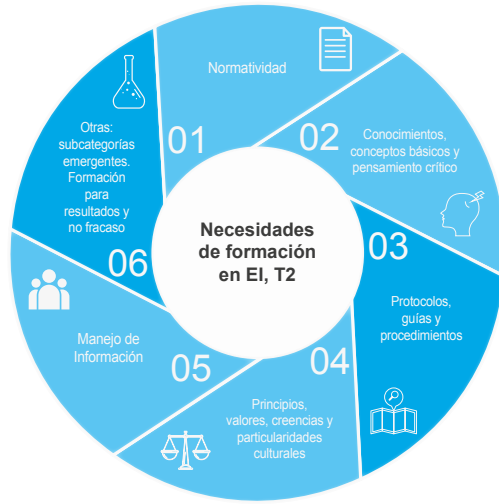 Normatividad
01
02
Conocimientos,
conceptos básicos y
pensamiento crítico
03
Protocolos,
guías y
procedimientos
04
Principios,
valores, creencias y
particularidades
culturales
05
Manejo de
Información
06
Otras:
subcategorías
emergentes.
Formación
para
resultados y
no fracaso
Necesidades
de formación
en EI, T2